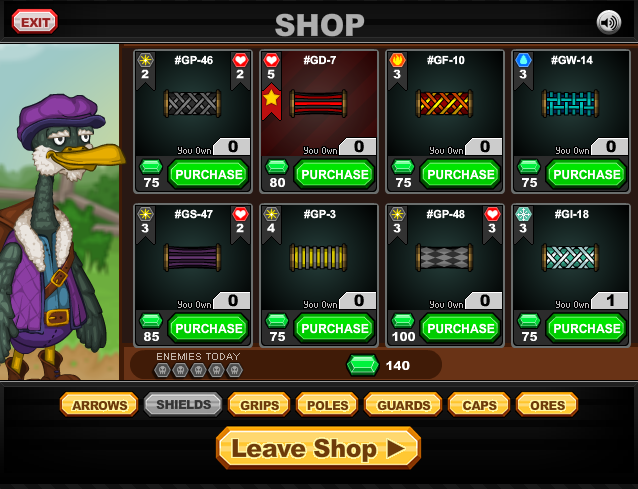 EXIT
SHOP
2
#GP-46
2
You Own 0
75 PURCHASE
5
#GD-7
You Own 0
80 PURCHASE
3
#GF-10
You Own 0
75 PURCHASE
3
#GW-14
You Own 0
75 PURCHASE
3
#GS-47
2
You Own 0
85 PURCHASE
4
#GP-3
You Own 0
75 PURCHASE
3
#GP-48
3
You Own 0
100 PURCHASE
3
#GI-18
You Own 1
75 PURCHASE
ENEMIES TODAY
140
ARROWS SHIELDS GRIPS POLES GUARDS CAPS ORES
Leave Shop